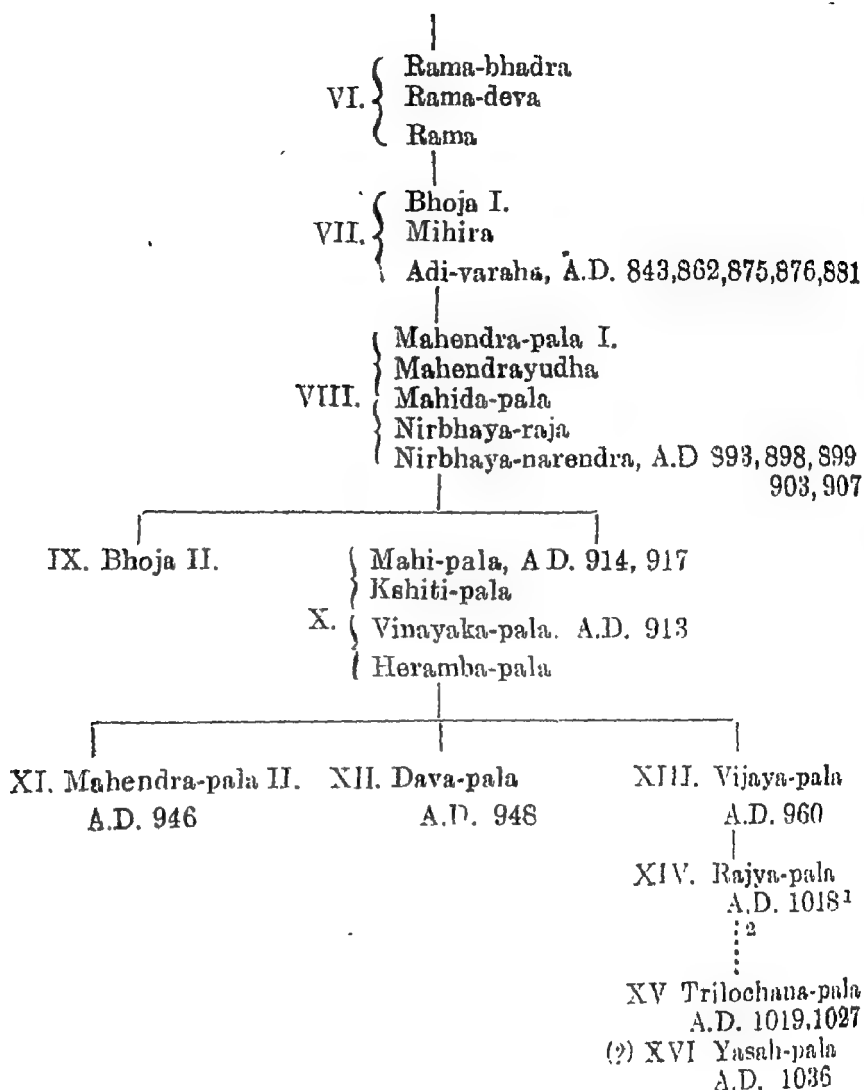 Rama-bhadra
VI. Rama-deva
Rama
Bhoja I.
VII. Mihira
Adi-varaha, A.D. 843,862,875,876,881
Mahendra-pala I.
Mahendrayudha
VIII. Mahida-pala
Nirbhaya-raja
Nirbhaya-narendra, A.D 893,898,899
903,907
IX. Bhoja II.
Mahi-pala, A D. 914, 917
Kshiti-pala
X. Vinayaka-pala. A.D. 913
Heramba-pala
XI. Mahendra-pala II. XII. Dava-pala XIII. Vijaya-pala
A.D. 946 A.D. 948 A.D. 960
XIV. Rajya-pala
A.D. 1018¹
2
XV Trilochana-pala
A.D. 1019,1027
(?) XVI Yasah-pala
A.D. 1036